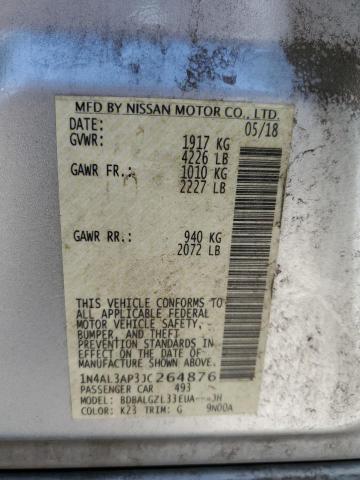 MFD BY NISSAN MOTOR CO., LTD.
DATE: 05/18
GVWR: 1917 KG
4226 LB
GAWR FR.: 1010 KG
2227 LB
GAWR RR.: 940 KG
2072 LB
THIS VEHICLE CONFORMS TO
ALL APPLICABLE FEDERAL
MOTOR VEHICLE SAFETY,
BUMPER, AND THEFT
PREVENTION STANDARDS IN
EFFECT ON THE DATE OF
MANUFACTURE SHOWN ABOVE.
1N4AL3AP3JC264876
PASSENGER CAR 493
MODEL: BDBALGZL33EUA---JH
COLOR: K23 TRIM: G 9N00A